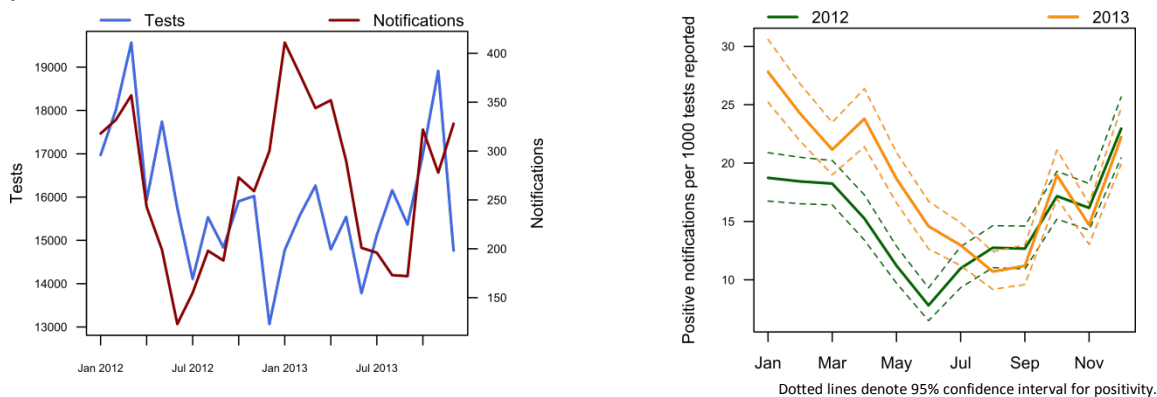 Tests Notifications
19000
18000
17000
16000
15000
14000
13000
Tests
400
350
300
250
200
150
Notifications
Jan 2012 Jul 2012 Jan 2013 Jul 2013
2012 2013
30
25
20
15
10
Positive notifications per 1000 tests reported
Jan Mar May Jul Sep Nov
Dotted lines denote 95% confidence interval for positivity.